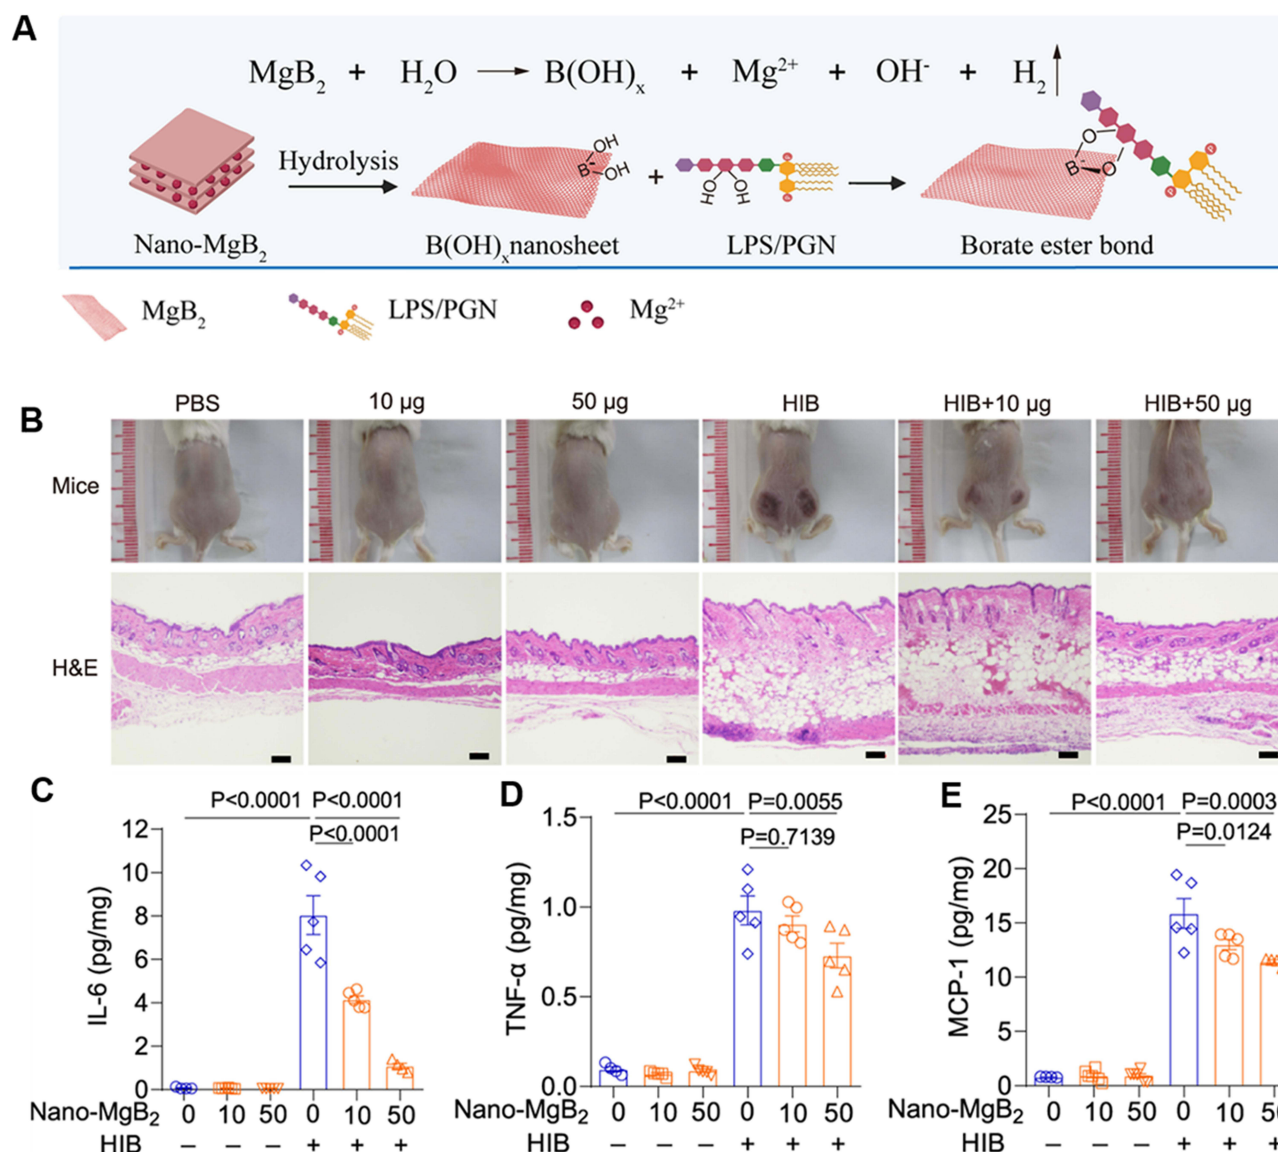 A
MgB₂ + H₂O → B(OH)ₓ + Mg²⁺ + OH⁻ + H₂↑
Hydrolysis
B⁻ OH OH
+
HO OH
B⁻ O O
Nano-MgB₂
B(OH)ₓnanosheet
LPS/PGN
Borate ester bond
MgB₂
LPS/PGN
Mg²⁺
B
PBS 10 µg 50 µg HIB HIB+10 µg HIB+50 µg
Mice
H&E
C
P<0.0001 P<0.0001
P<0.0001
IL-6 (pg/mg)
12
10
8
6
4
2
0
Nano-MgB₂ 0 10 50 0 10 50
HIB – – – + + +
D
P<0.0001 P=0.0055
P=0.7139
TNF-α (pg/mg)
1.5
1.0
0.5
0.0
Nano-MgB₂ 0 10 50 0 10 50
HIB – – – + + +
E
P<0.0001 P=0.0003
P=0.0124
MCP-1 (pg/mg)
25
20
15
10
5
0
Nano-MgB₂ 0 10 50 0 10 50
HIB – – – + + +